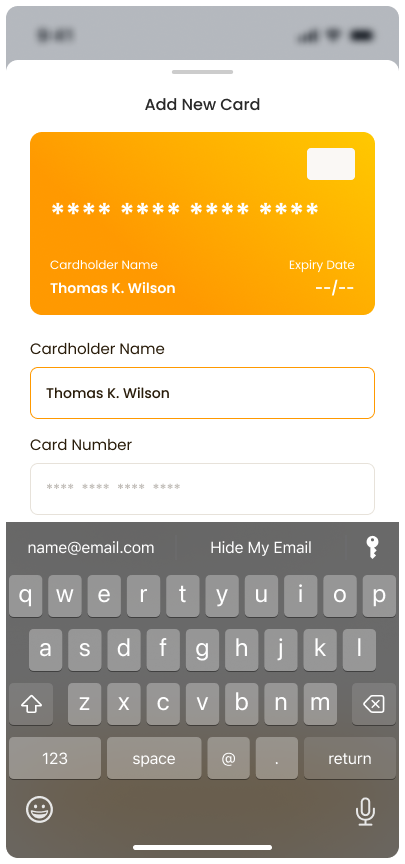 9:41
Add New Card
**** **** **** ****
Cardholder Name Expiry Date
Thomas K. Wilson --/--
Cardholder Name
Thomas K. Wilson
Card Number
**** **** **** ****
name@email.com Hide My Email
q w e r t y u i o p
a s d f g h j k l
z x c v b n m
123 space @ . return